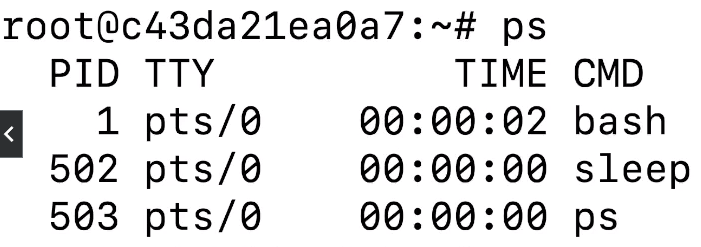 root@c43da21ea0a7:~# ps
  PID TTY          TIME CMD
    1 pts/0    00:00:02 bash
  502 pts/0    00:00:00 sleep
  503 pts/0    00:00:00 ps